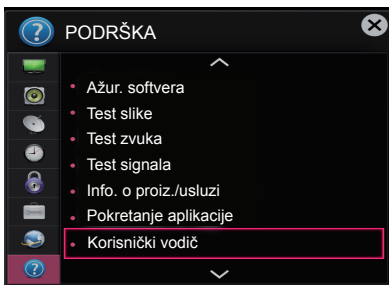 PODRŠKA
Ažur. softvera
Test slike
Test zvuka
Test signala
Info. o proiz./usluzi
Pokretanje aplikacije
Korisnički vodič